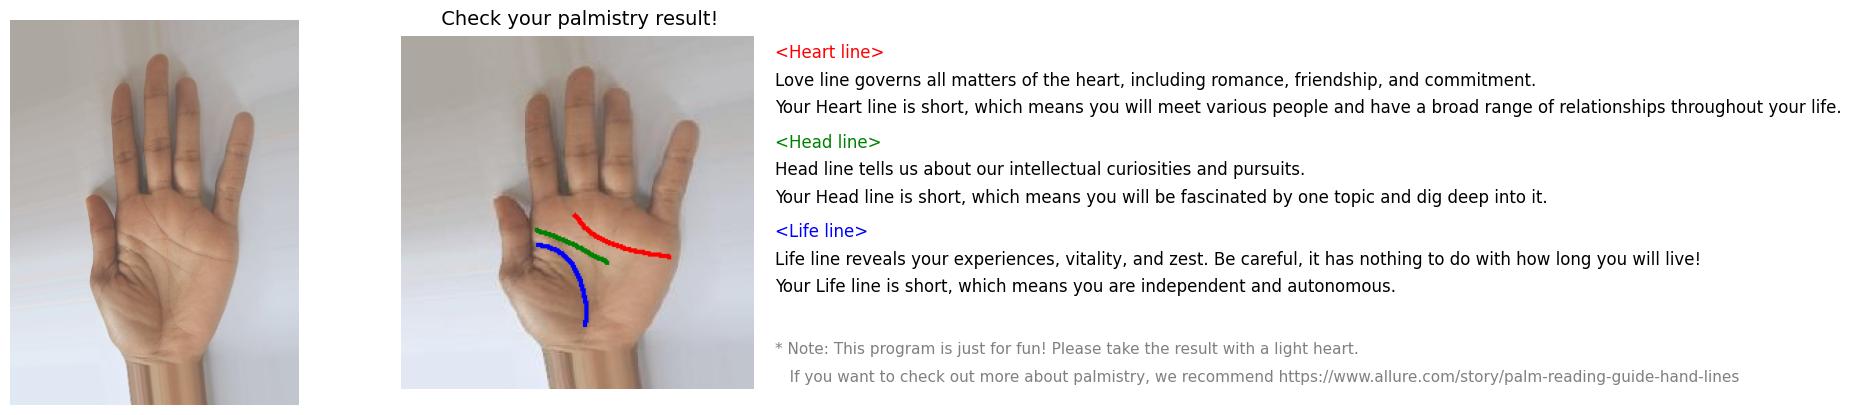 Check your palmistry result!
<Heart line>
Love line governs all matters of the heart, including romance, friendship, and commitment.
Your Heart line is short, which means you will meet various people and have a broad range of relationships throughout your life.
<Head line>
Head line tells us about our intellectual curiosities and pursuits.
Your Head line is short, which means you will be fascinated by one topic and dig deep into it.
<Life line>
Life line reveals your experiences, vitality, and zest. Be careful, it has nothing to do with how long you will live!
Your Life line is short, which means you are independent and autonomous.
* Note: This program is just for fun! Please take the result with a light heart.
If you want to check out more about palmistry, we recommend https://www.allure.com/story/palm-reading-guide-hand-lines